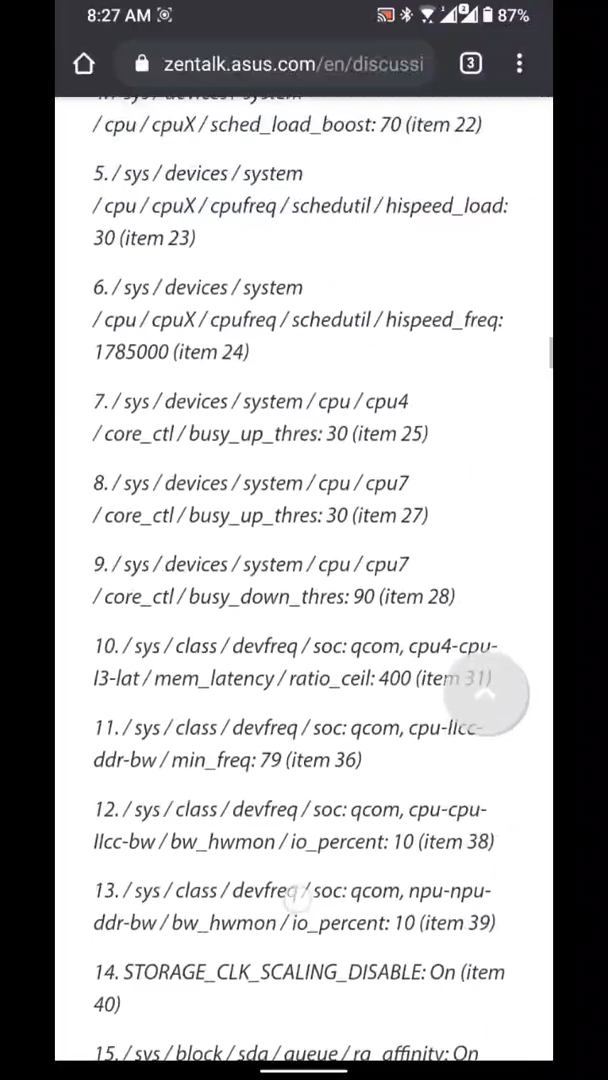 8:27 AM 87%
zentalk.asus.com/en/discussi 3
/ cpu / cpuX / sched_load_boost: 70 (item 22)
5. / sys / devices / system
/ cpu / cpuX / cpufreq / schedutil / hispeed_load:
30 (item 23)
6. / sys / devices / system
/ cpu / cpuX / cpufreq / schedutil / hispeed_freq:
1785000 (item 24)
7. / sys / devices / system / cpu / cpu4
/ core_ctl / busy_up_thres: 30 (item 25)
8. / sys / devices / system / cpu / cpu7
/ core_ctl / busy_up_thres: 30 (item 27)
9. / sys / devices / system / cpu / cpu7
/ core_ctl / busy_down_thres: 90 (item 28)
10. / sys / class / devfreq / soc: qcom, cpu4-cpu-
l3-lat / mem_latency / ratio_ceil: 400 (item 31)
11. / sys / class / devfreq / soc: qcom, cpu-llcc-
ddr-bw / min_freq: 79 (item 36)
12. / sys / class / devfreq / soc: qcom, cpu-cpu-
llcc-bw / bw_hwmon / io_percent: 10 (item 38)
13. / sys / class / devfreq / soc: qcom, npu-npu-
ddr-bw / bw_hwmon / io_percent: 10 (item 39)
14. STORAGE_CLK_SCALING_DISABLE: On (item
40)
15. / sys / block / sda / queue / rq_affinity: On